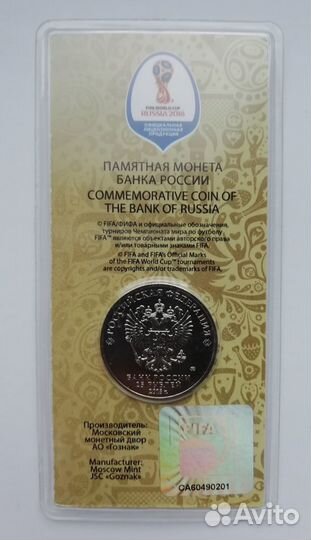 FIFA WORLD CUP
RUSSIA 2018
ОФИЦИАЛЬНАЯ
ЛИЦЕНЗИОННАЯ
ПРОДУКЦИЯ
ПАМЯТНАЯ МОНЕТА
БАНКА РОССИИ
COMMEMORATIVE COIN OF
THE BANK OF RUSSIA
© FIFA/ФИФА и официальные обозначения
турниров Чемпионата мира по футболу
FIFA™ являются объектами авторского права
и/или товарными знаками FIFA.
© FIFA and FIFA's Official Marks
of the FIFA World Cup™ tournaments
are copyrights and/or trademarks of FIFA.
РОССИЙСКАЯ ФЕДЕРАЦИЯ
БАНК РОССИИ
25 РУБЛЕЙ
2018 г.
Производитель:
Московский
монетный двор
АО «Гознак»
Manufacturer:
Moscow Mint
JSC «Goznak»
FIFA
CA60490201
Avito